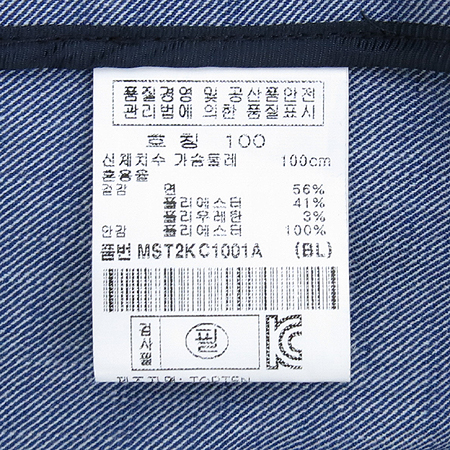 품질경영 및 공산품안전
관리법에 의한 품질표시
호 칭 100
신체치수 가슴둘레 100cm
혼용율
겉감 면 56%
폴리에스터 41%
폴리우레탄 3%
안감 폴리에스터 100%
품번 MST2KC1001A (BL)
검사필
필
KC